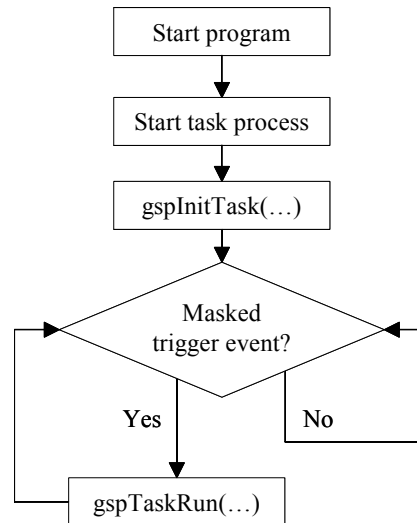 Start program
Start task process
gspInitTask(…)
Masked
trigger event?
Yes
No
gspTaskRun(…)